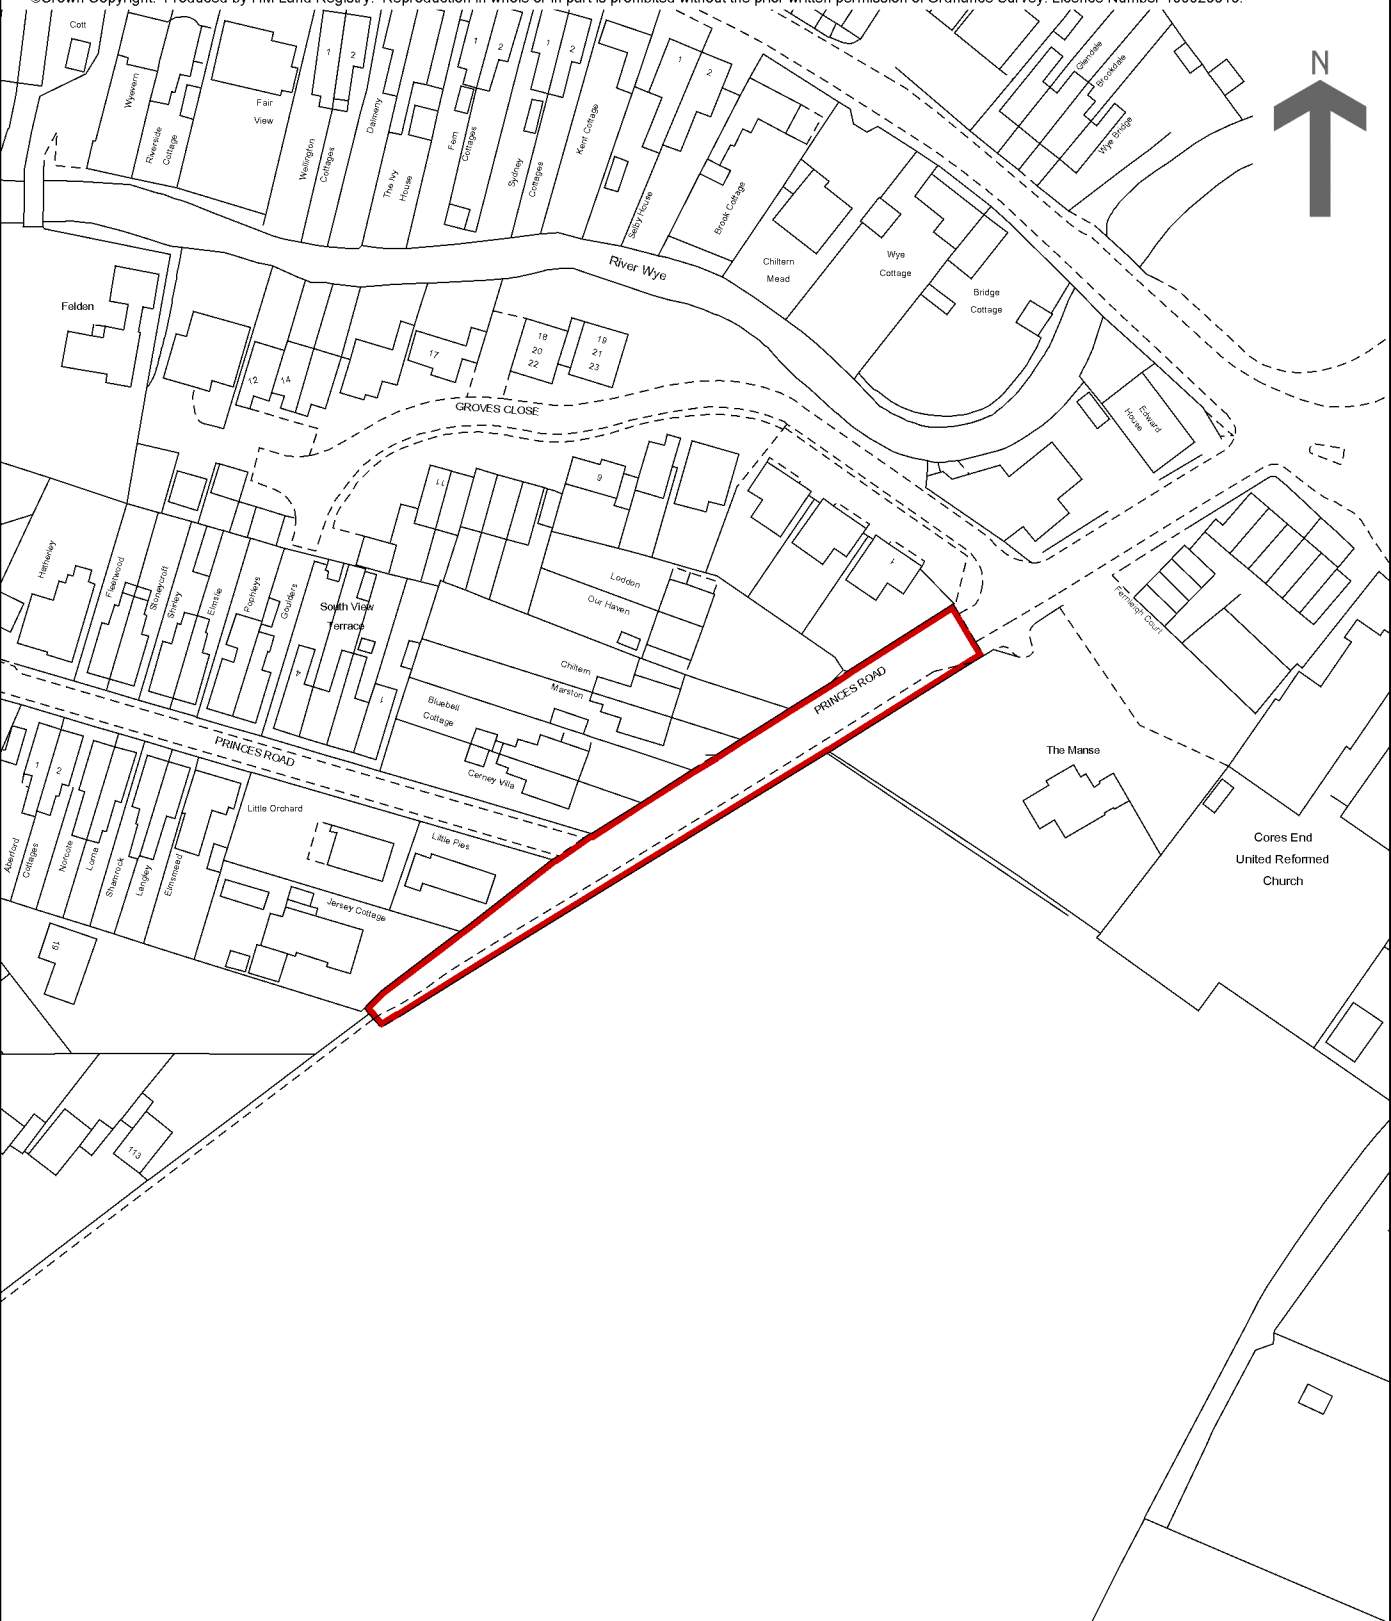 ©Crown Copyright. Produced by HM Land Registry. Reproduction in whole or in part is prohibited without the prior written permission of Ordnance Survey. Licence Number
N
Cott
Wyevern
Riverside
Cottage
Fair
View
1
2
Wellington
Cottages
Dalmeny
The Ivy
House
1
2
Fern
Cottages
1
2
Sydney
Cottages
Kent Cottage
1
2
Selby House
Brook Cottage
Chiltern
Mead
Wye
Cottage
Bridge
Cottage
Glendale
Brookdale
Wye Bridge
River Wye
Felden
12
14
17
18
20
22
19
21
23
GROVES CLOSE
Edward
House
11
9
1
Fernleigh Court
Hatherley
Fleetwood
Stoneycroft
Shirley
Elmslie
PopHleys
Goulders
South View
Terrace
4
1
Loddon
Our Haven
Chiltern
Marston
Bluebell
Cottage
Cerney Villa
PRINCES ROAD
PRINCES ROAD
The Manse
Cores End
United Reformed
Church
1
2
Aberford
Cottages
Norcote
Lorna
Shamrock
Langley
Elmsmead
Little Orchard
Little Pies
Jersey Cottage
19
113